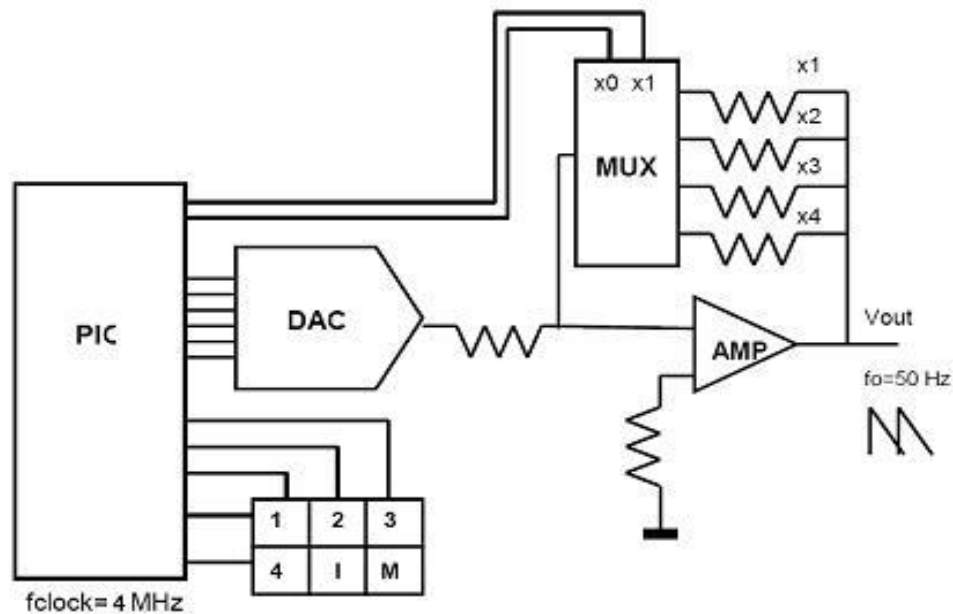 x0 x1
MUX
x1
x2
x3
x4
PIC
DAC
AMP
Vout
fo=50 Hz
1 2 3
4 I M
fclock= 4 MHz